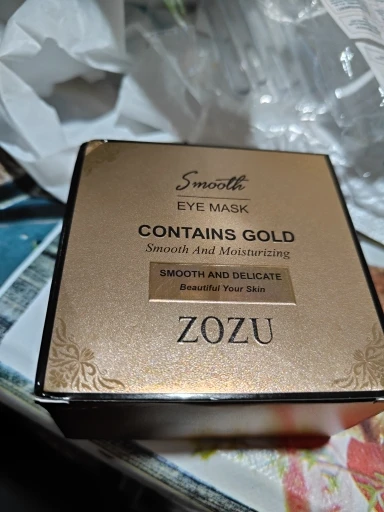 Smooth
EYE MASK
CONTAINS GOLD
Smooth And Moisturizing
SMOOTH AND DELICATE
Beautiful Your Skin
ZOZU